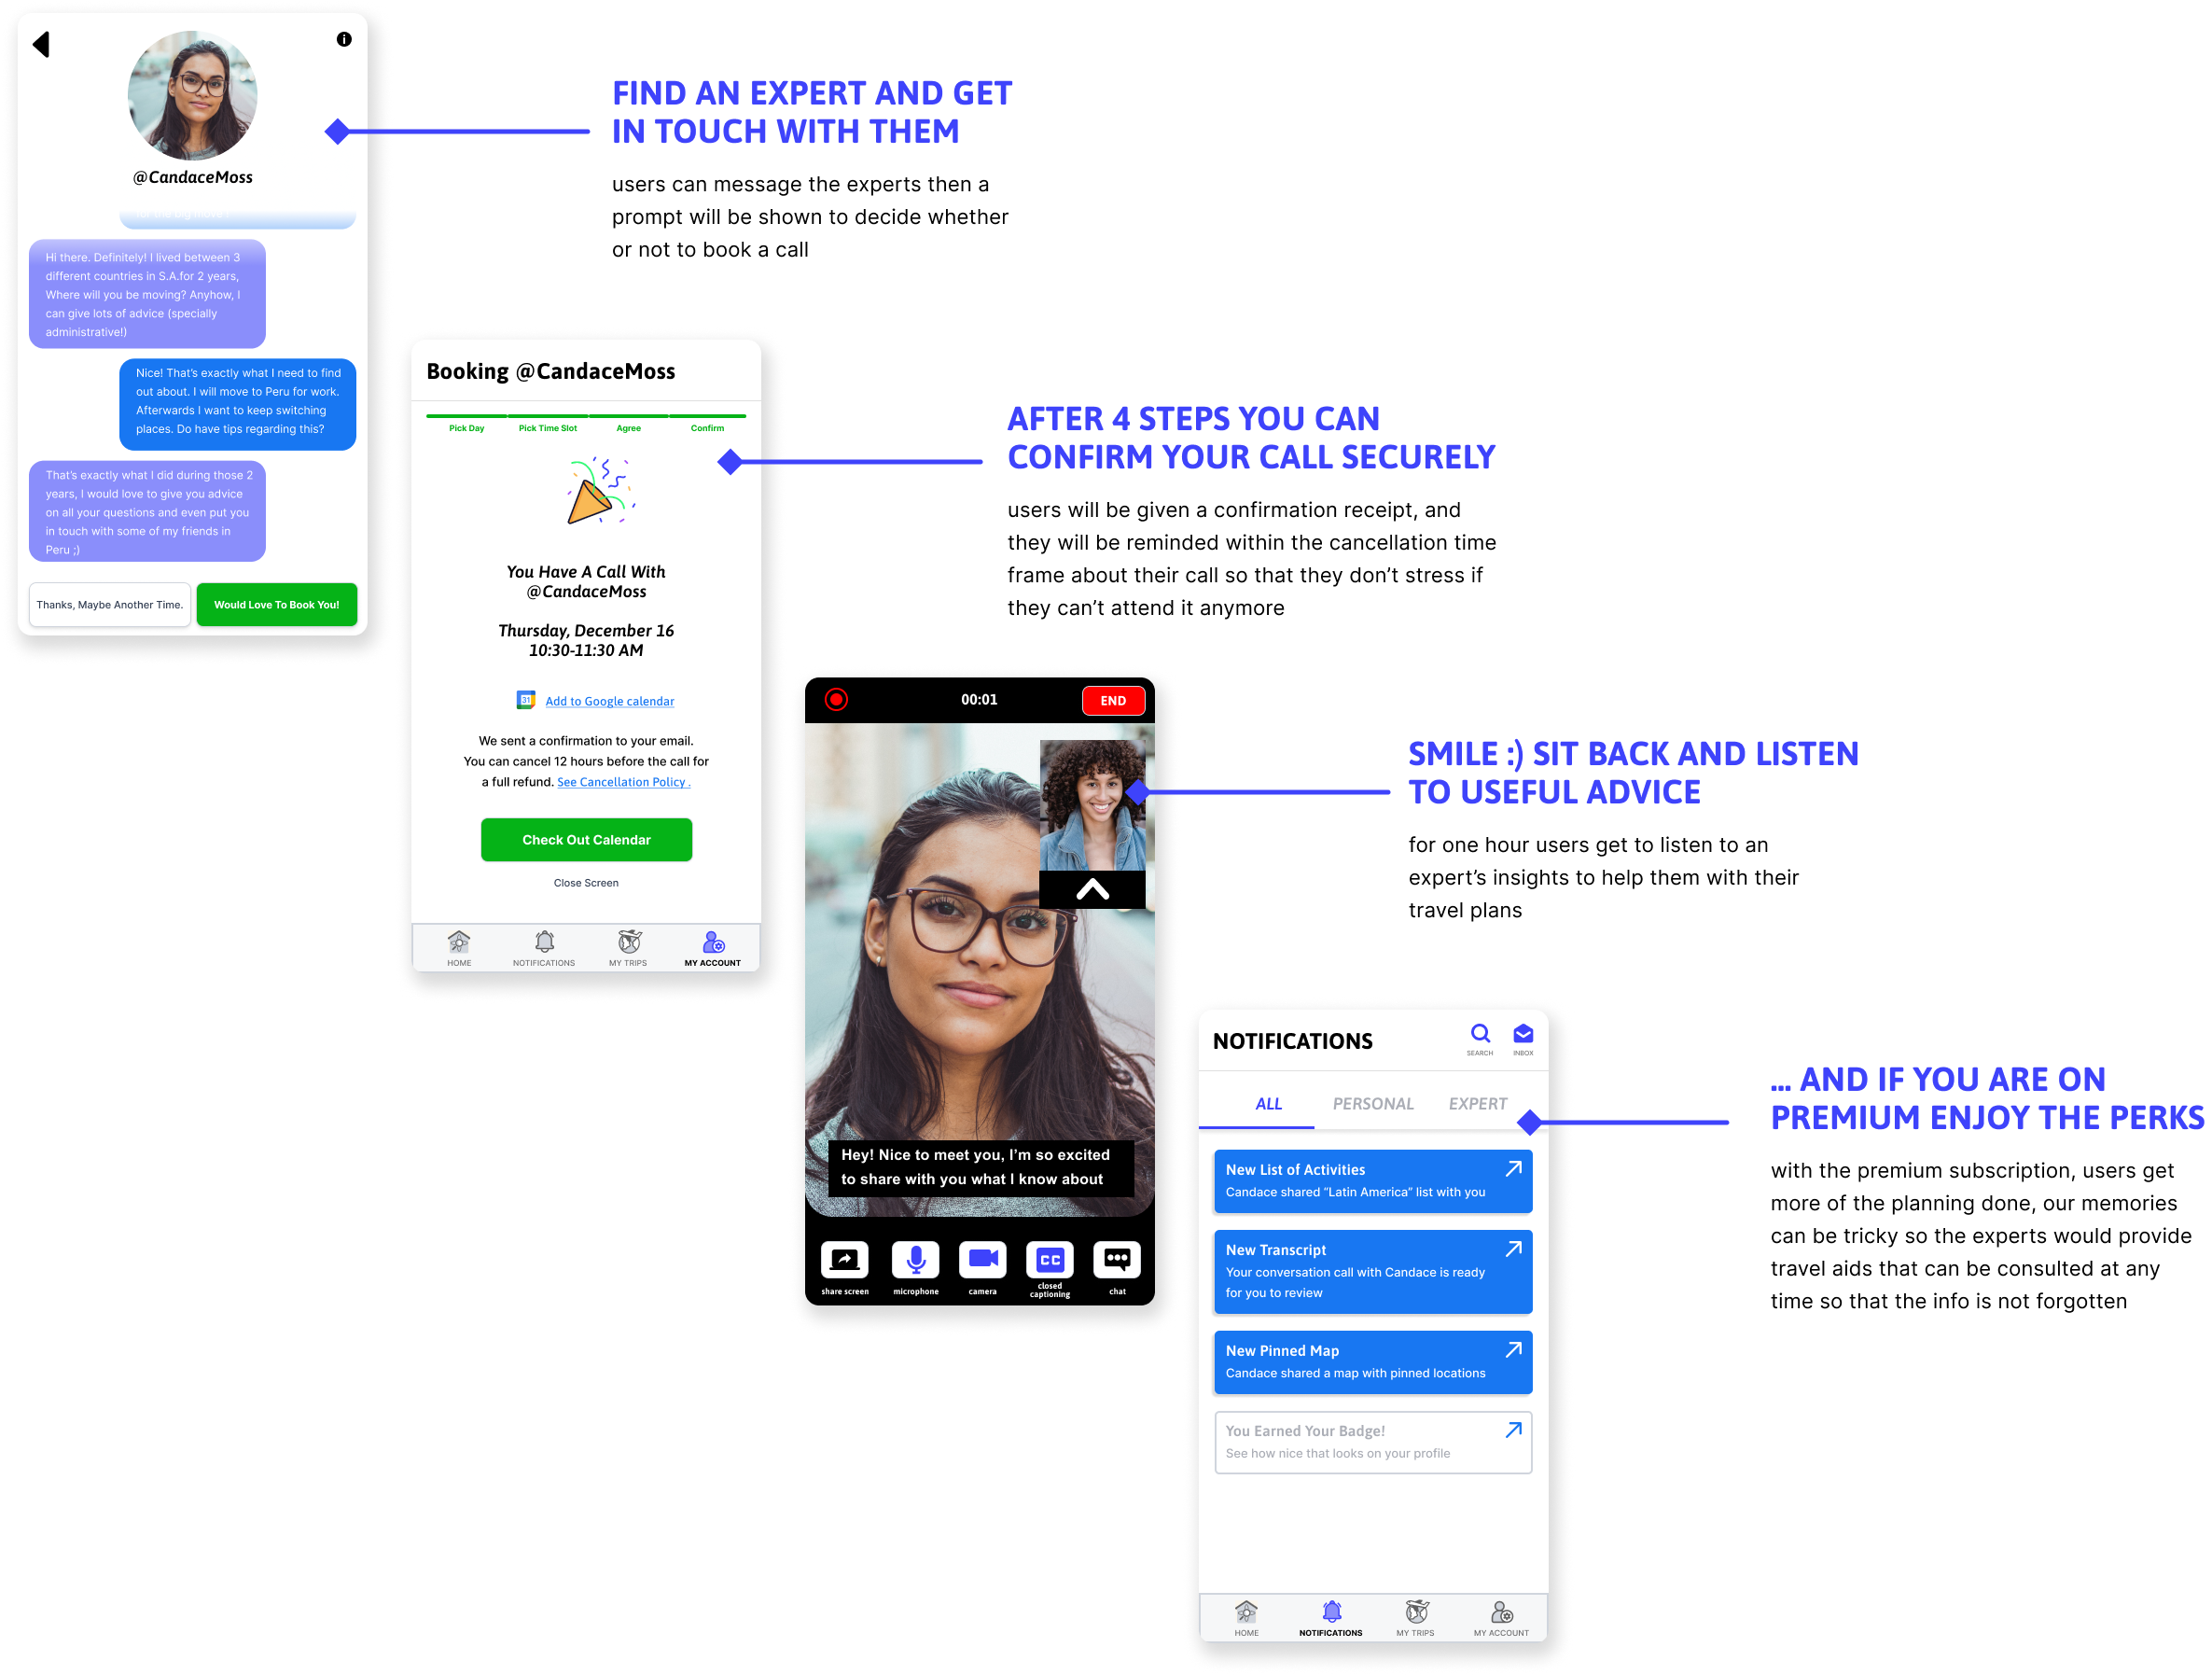 @CandaceMoss
for the big move?
Hi there. Definitely! I lived between 3
different countries in S.A.for 2 years,
Where will you be moving? Anyhow, I
can give lots of advice (specially
administrative!)
Nice! That's exactly what I need to find
out about. I will move to Peru for work.
Afterwards I want to keep switching
places. Do have tips regarding this?
That's exactly what I did during those 2
years, I would love to give you advice
on all your questions and even put you
in touch with some of my friends in
Peru ;)
Thanks, Maybe Another Time.
Would Love To Book You!
FIND AN EXPERT AND GET
IN TOUCH WITH THEM
users can message the experts then a
prompt will be shown to decide whether
or not to book a call
Booking @CandaceMoss
Pick Day
Pick Time Slot
Agree
Confirm
You Have A Call With
@CandaceMoss
Thursday, December 16
10:30-11:30 AM
31
Add to Google calendar
We sent a confirmation to your email.
You can cancel 12 hours before the call for
a full refund. See Cancellation Policy .
Check Out Calendar
Close Screen
HOME
NOTIFICATIONS
MY TRIPS
MY ACCOUNT
AFTER 4 STEPS YOU CAN
CONFIRM YOUR CALL SECURELY
users will be given a confirmation receipt, and
they will be reminded within the cancellation time
frame about their call so that they don't stress if
they can't attend it anymore
00:01
END
Hey! Nice to meet you, I'm so excited
to share with you what I know about
CC
share screen
microphone
camera
closed
captioning
chat
SMILE :) SIT BACK AND LISTEN
TO USEFUL ADVICE
for one hour users get to listen to an
expert's insights to help them with their
travel plans
NOTIFICATIONS
SEARCH
INBOX
ALL
PERSONAL
EXPERT
New List of Activities
Candace shared "Latin America" list with you
New Transcript
Your conversation call with Candace is ready
for you to review
New Pinned Map
Candace shared a map with pinned locations
You Earned Your Badge!
See how nice that looks on your profile
HOME
NOTIFICATIONS
MY TRIPS
MY ACCOUNT
... AND IF YOU ARE ON
PREMIUM ENJOY THE PERKS
with the premium subscription, users get
more of the planning done, our memories
can be tricky so the experts would provide
travel aids that can be consulted at any
time so that the info is not forgotten